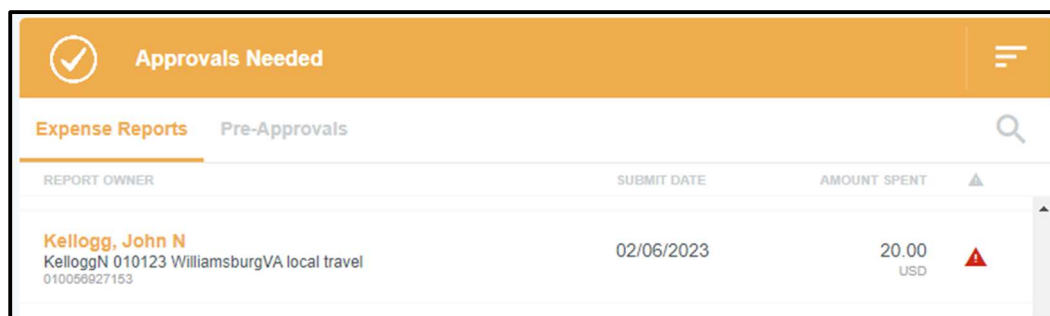 Approvals Needed
Expense Reports Pre-Approvals
REPORT OWNER SUBMIT DATE AMOUNT SPENT
Kellogg, John N 02/06/2023 20.00
KelloggN 010123 WilliamsburgVA local travel USD
010056927153